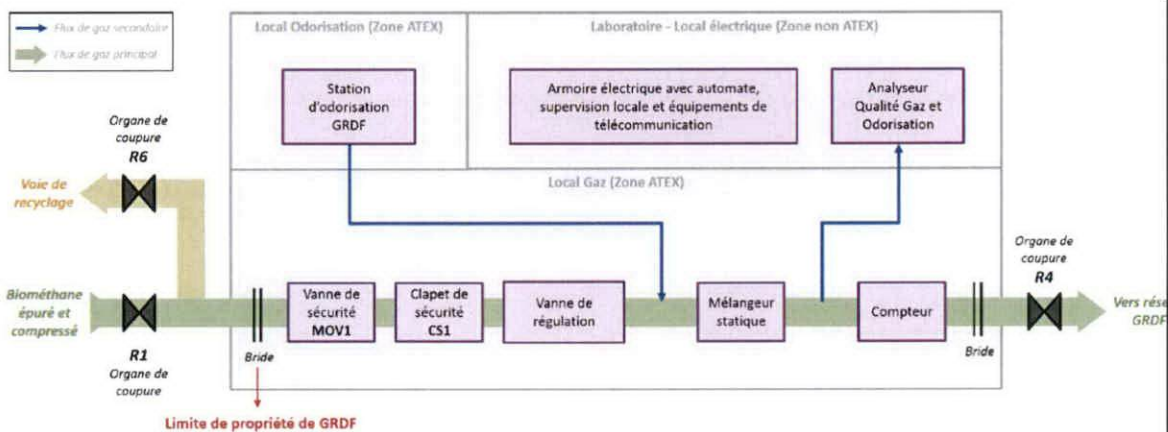 Flux de gaz secondaire
Flux de gaz principal
Local Odorisation (Zone ATEX)
Laboratoire - Local électrique (Zone non ATEX)
Station
d'odorisation
GRDF
Armoire électrique avec automate,
supervision locale et équipements de
télécommunication
Analyseur
Qualité Gaz et
Odorisation
Organe de
coupure
R6
Voie de
recyclage
Local Gaz (Zone ATEX)
Organe de
coupure
R4
Biométhane
épuré et
compressé
Vanne de
sécurité
MOV1
Clapet de
sécurité
CS1
Vanne de
régulation
Mélangeur
statique
Compteur
Vers rése
GRDF
R1
Organe de
coupure
Bride
Bride
Limite de propriété de GRDF